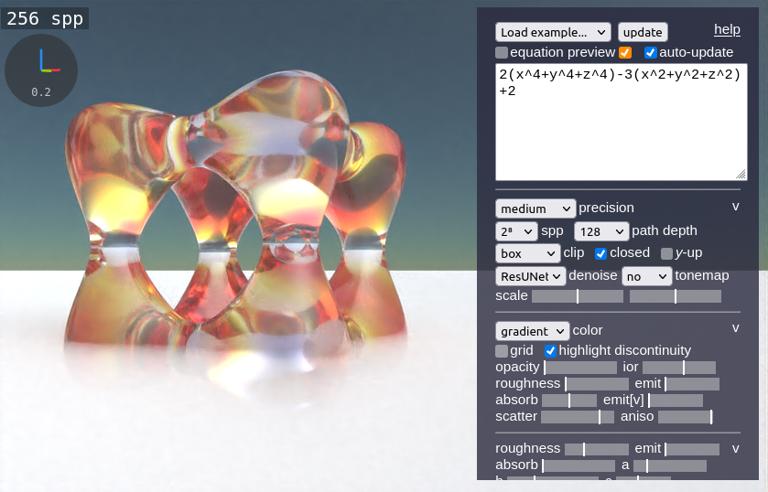 256 spp
0.2
Load example... update help
equation preview auto-update
2(x^4+y^4+z^4)-3(x^2+y^2+z^2)
+2
medium precision v
2⁸ spp 128 path depth
box clip closed y-up
ResUNet denoise no tonemap
scale
gradient color v
grid highlight discontinuity
opacity ior
roughness emit
absorb emit[v]
scatter aniso
roughness emit v
absorb a